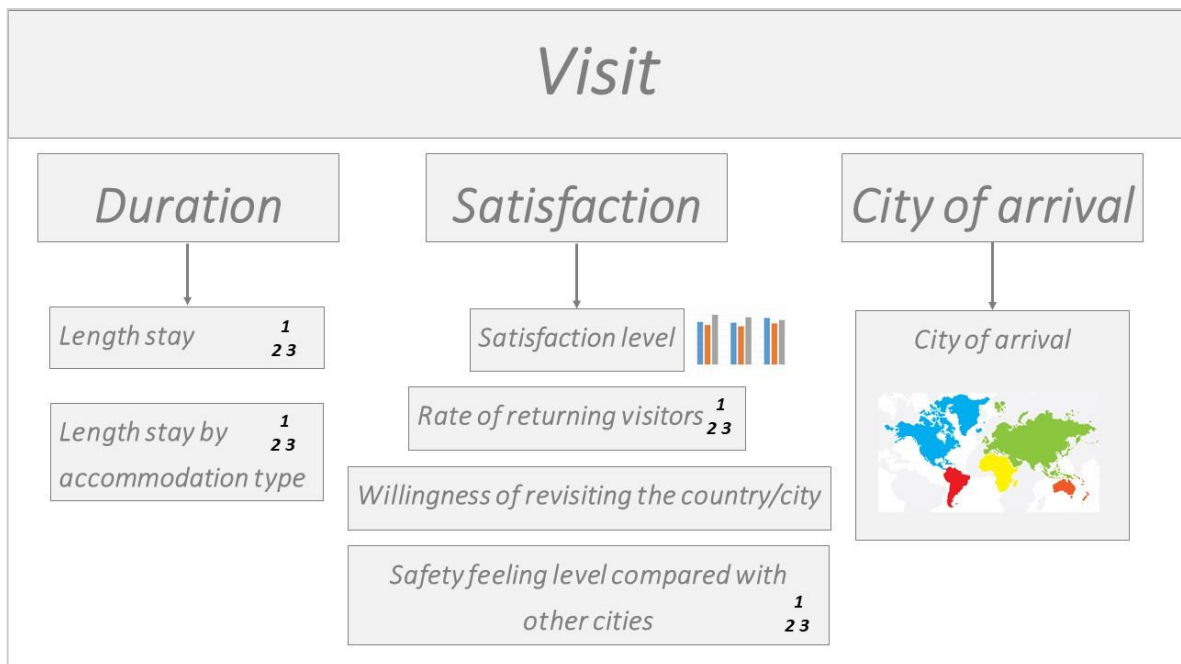 Visit
Duration
Satisfaction
City of arrival
Length stay
1
2 3
Length stay by
accommodation type
1
2 3
Satisfaction level
Rate of returning visitors
1
2 3
Willingness of revisiting the country/city
Safety feeling level compared with
other cities
1
2 3
City of arrival